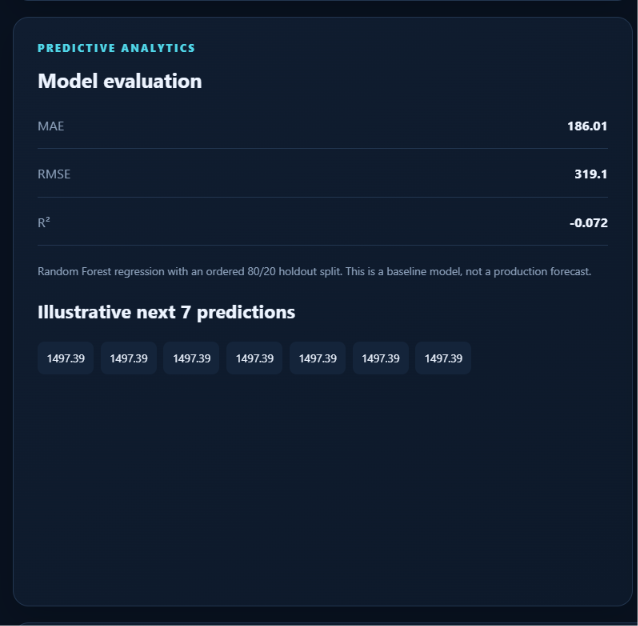 PREDICTIVE ANALYTICS
Model evaluation
MAE 186.01
RMSE 319.1
R² -0.072
Random Forest regression with an ordered 80/20 holdout split. This is a baseline model, not a production forecast.
Illustrative next 7 predictions
1497.39 1497.39 1497.39 1497.39 1497.39 1497.39 1497.39